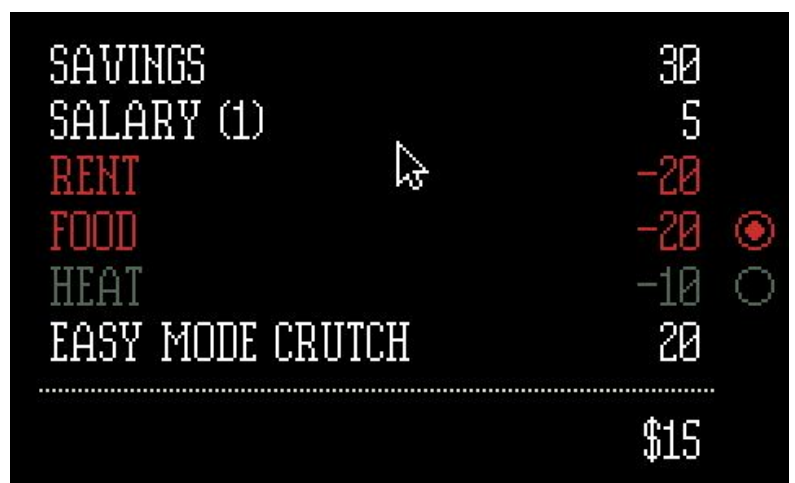 SAVINGS 30
SALARY (1) 5
RENT -20
FOOD -20
HEAT -10
EASY MODE CRUTCH 20
$15